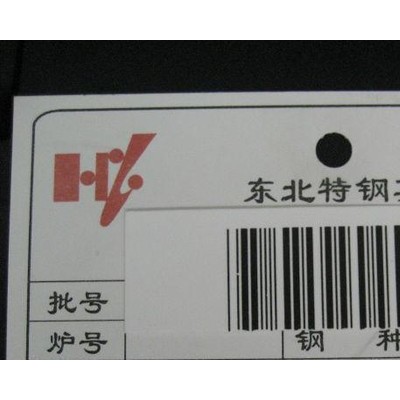 东北特钢
批号
炉号 钢 种